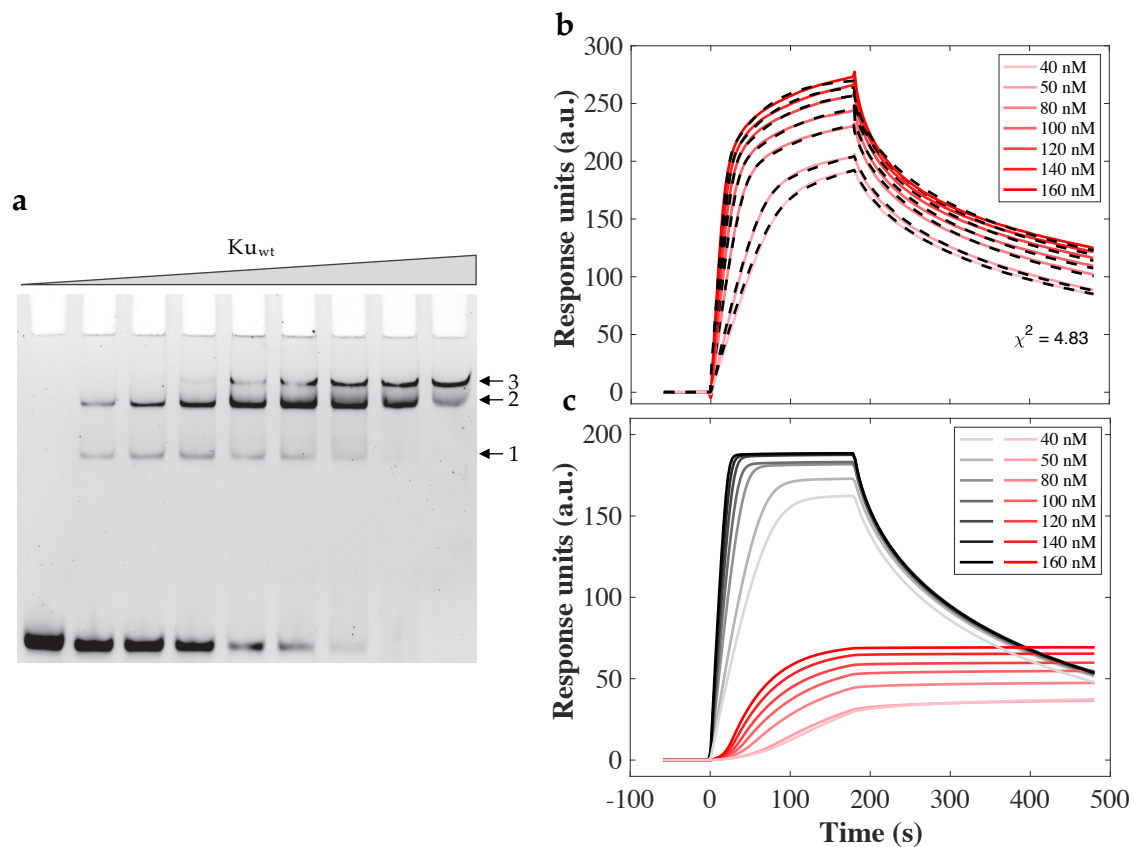 a
Ku wt
3
2
1
b
300
250
200
150
100
50
0
Response units (a.u.)
40 nM
50 nM
80 nM
100 nM
120 nM
140 nM
160 nM
χ² = 4.83
c
200
150
100
50
0
Response units (a.u.)
40 nM
50 nM
80 nM
100 nM
120 nM
140 nM
160 nM
-100 0 100 200 300 400 500
Time (s)